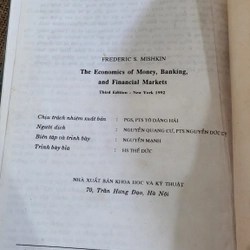 FREDERIC S. MISHKIN
The Economics of Money, Banking,
and Financial Markets
Third Edition - New York 1992
Chịu trách nhiệm xuất bản : PGS, PTS TÔ ĐĂNG HẢI
Người dịch : NGUYỄN QUANG CƯ, PTS NGUYỄN ĐỨC DỴ
Biên tập và trình bày : NGUYỄN MẠNH
Trình bày bìa : HS THẾ ĐỨC
NHÀ XUẤT BẢN KHOA HỌC VÀ KỸ THUẬT
70, Trần Hưng Đạo, Hà Nội